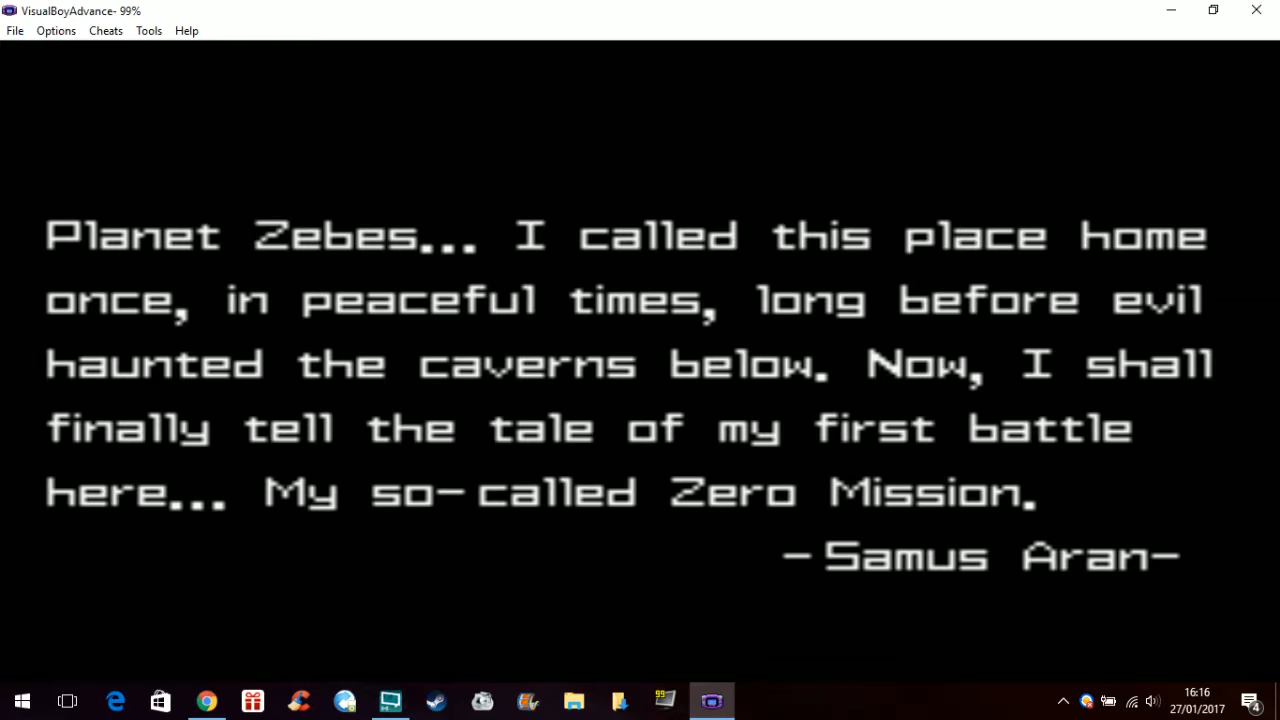 VisualBoyAdvance- 99%
File Options Cheats Tools Help
Planet Zebes... I called this place home
once, in peaceful times, long before evil
haunted the caverns below. Now, I shall
finally tell the tale of my first battle
here... My so-called Zero Mission.
-Samus Aran-
99
16:16
27/01/2017
4